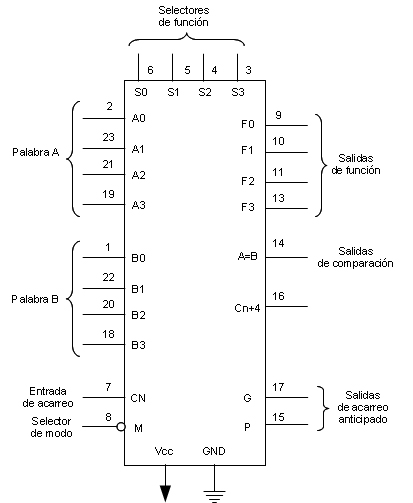 Selectores
de función
6 5 4 3
S0 S1 S2 S3
Palabra A
2 A0
23 A1
21 A2
19 A3
Palabra B
1 B0
22 B1
20 B2
18 B3
Entrada
de acarreo
7 CN
Selector
de modo
8 M
F0 9
F1 10
F2 11
F3 13
Salidas
de función
A=B 14
Salidas
de comparación
Cn+4 16
G 17
P 15
Salidas
de acarreo
anticipado
Vcc GND